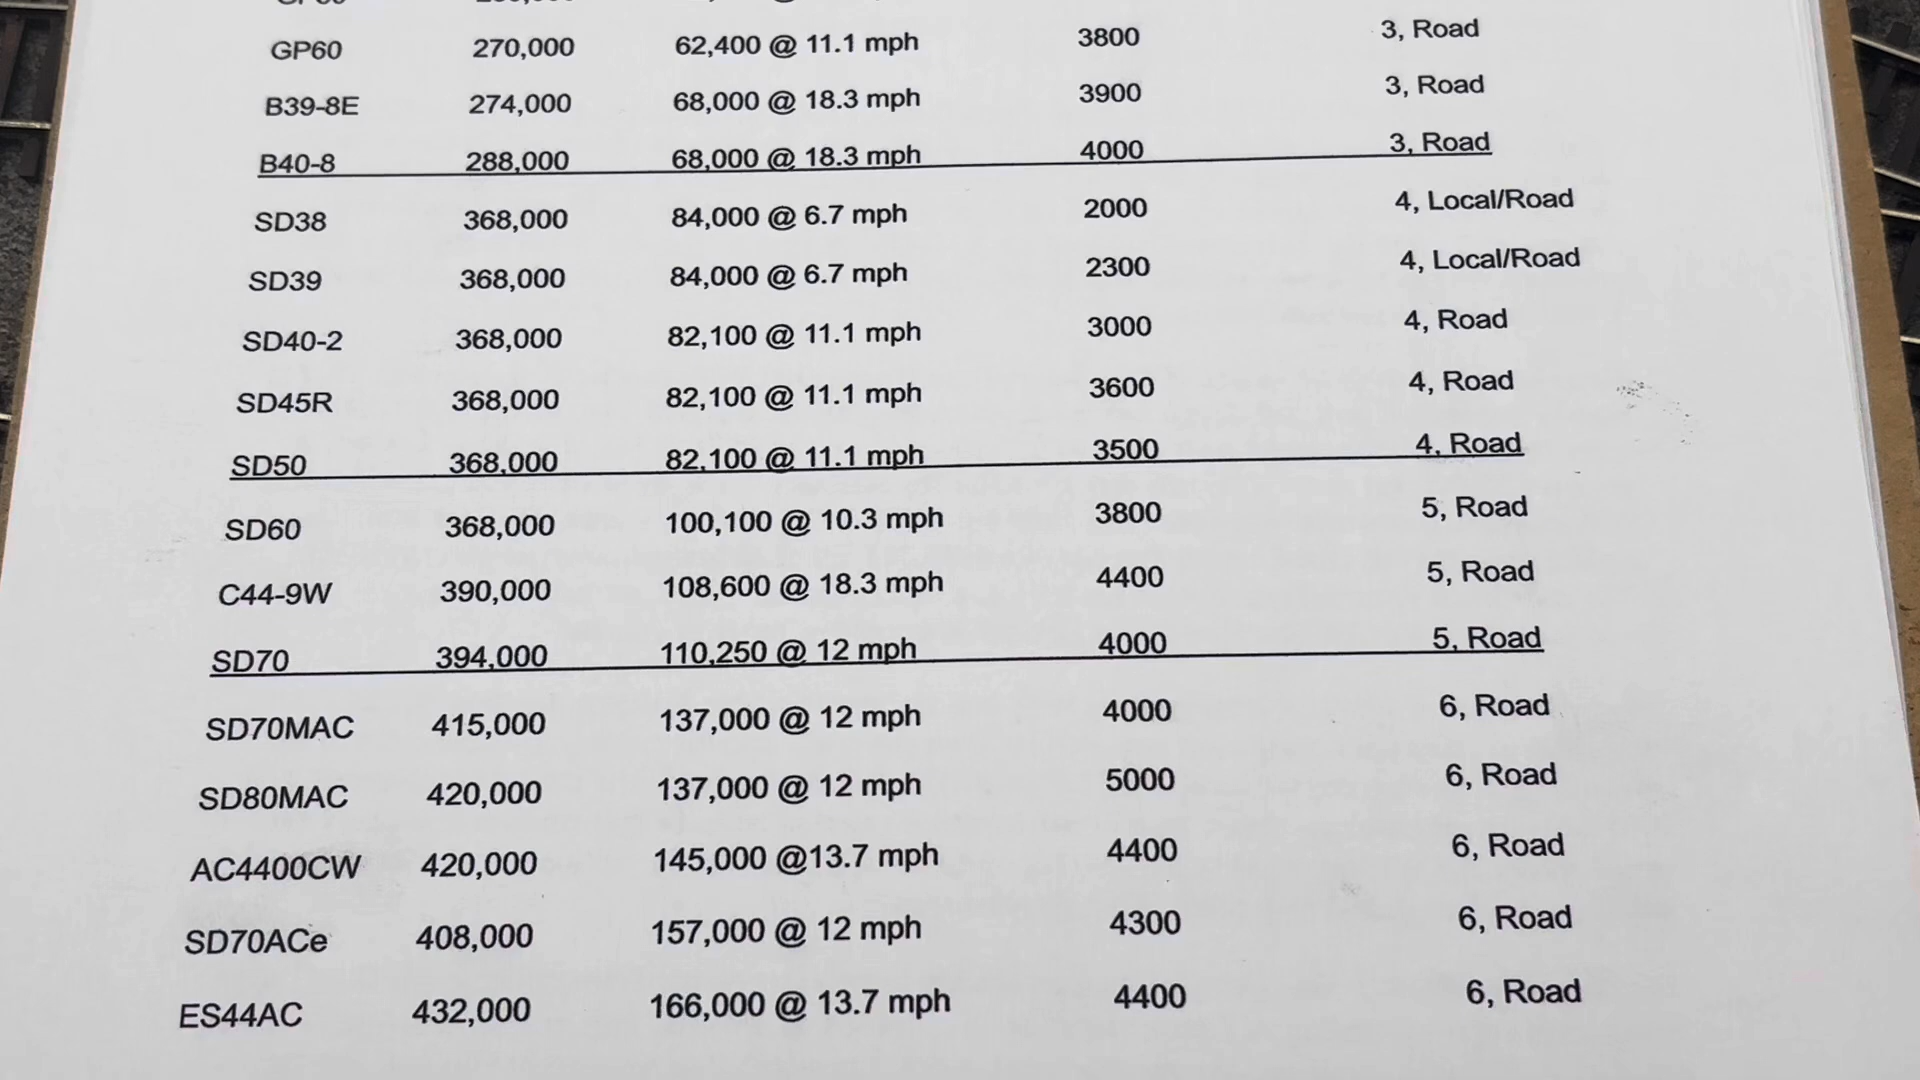 GP60 270,000 62,400 @ 11.1 mph 3800 3, Road
B39-8E 274,000 68,000 @ 18.3 mph 3900 3, Road
B40-8 288,000 68,000 @ 18.3 mph 4000 3, Road
SD38 368,000 84,000 @ 6.7 mph 2000 4, Local/Road
SD39 368,000 84,000 @ 6.7 mph 2300 4, Local/Road
SD40-2 368,000 82,100 @ 11.1 mph 3000 4, Road
SD45R 368,000 82,100 @ 11.1 mph 3600 4, Road
SD50 368,000 82,100 @ 11.1 mph 3500 4, Road
SD60 368,000 100,100 @ 10.3 mph 3800 5, Road
C44-9W 390,000 108,600 @ 18.3 mph 4400 5, Road
SD70 394,000 110,250 @ 12 mph 4000 5, Road
SD70MAC 415,000 137,000 @ 12 mph 4000 6, Road
SD80MAC 420,000 137,000 @ 12 mph 5000 6, Road
AC4400CW 420,000 145,000 @13.7 mph 4400 6, Road
SD70ACe 408,000 157,000 @ 12 mph 4300 6, Road
ES44AC 432,000 166,000 @ 13.7 mph 4400 6, Road